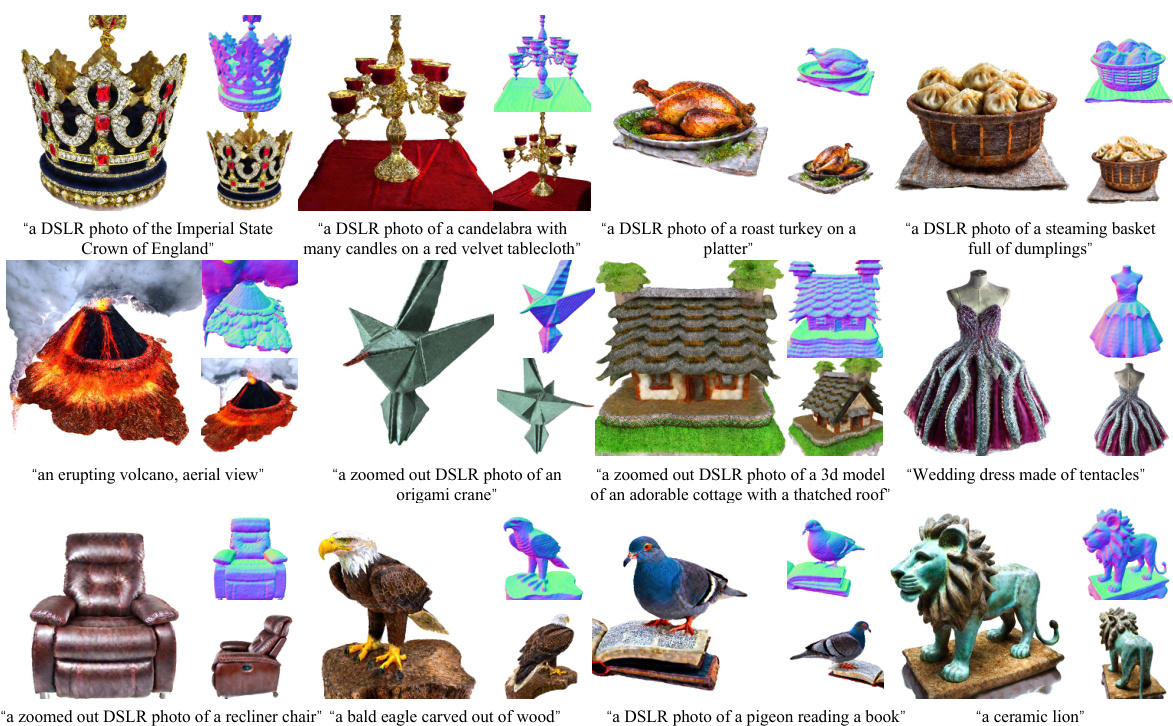 “a DSLR photo of the Imperial State
Crown of England”
“a DSLR photo of a candelabra with
many candles on a red velvet tablecloth”
“a DSLR photo of a roast turkey on a
platter”
“a DSLR photo of a steaming basket
full of dumplings”
“an erupting volcano, aerial view”
“a zoomed out DSLR photo of an
origami crane”
“a zoomed out DSLR photo of a 3d model
of an adorable cottage with a thatched roof”
“Wedding dress made of tentacles”
“a zoomed out DSLR photo of a recliner chair”
“a bald eagle carved out of wood”
“a DSLR photo of a pigeon reading a book”
“a ceramic lion”